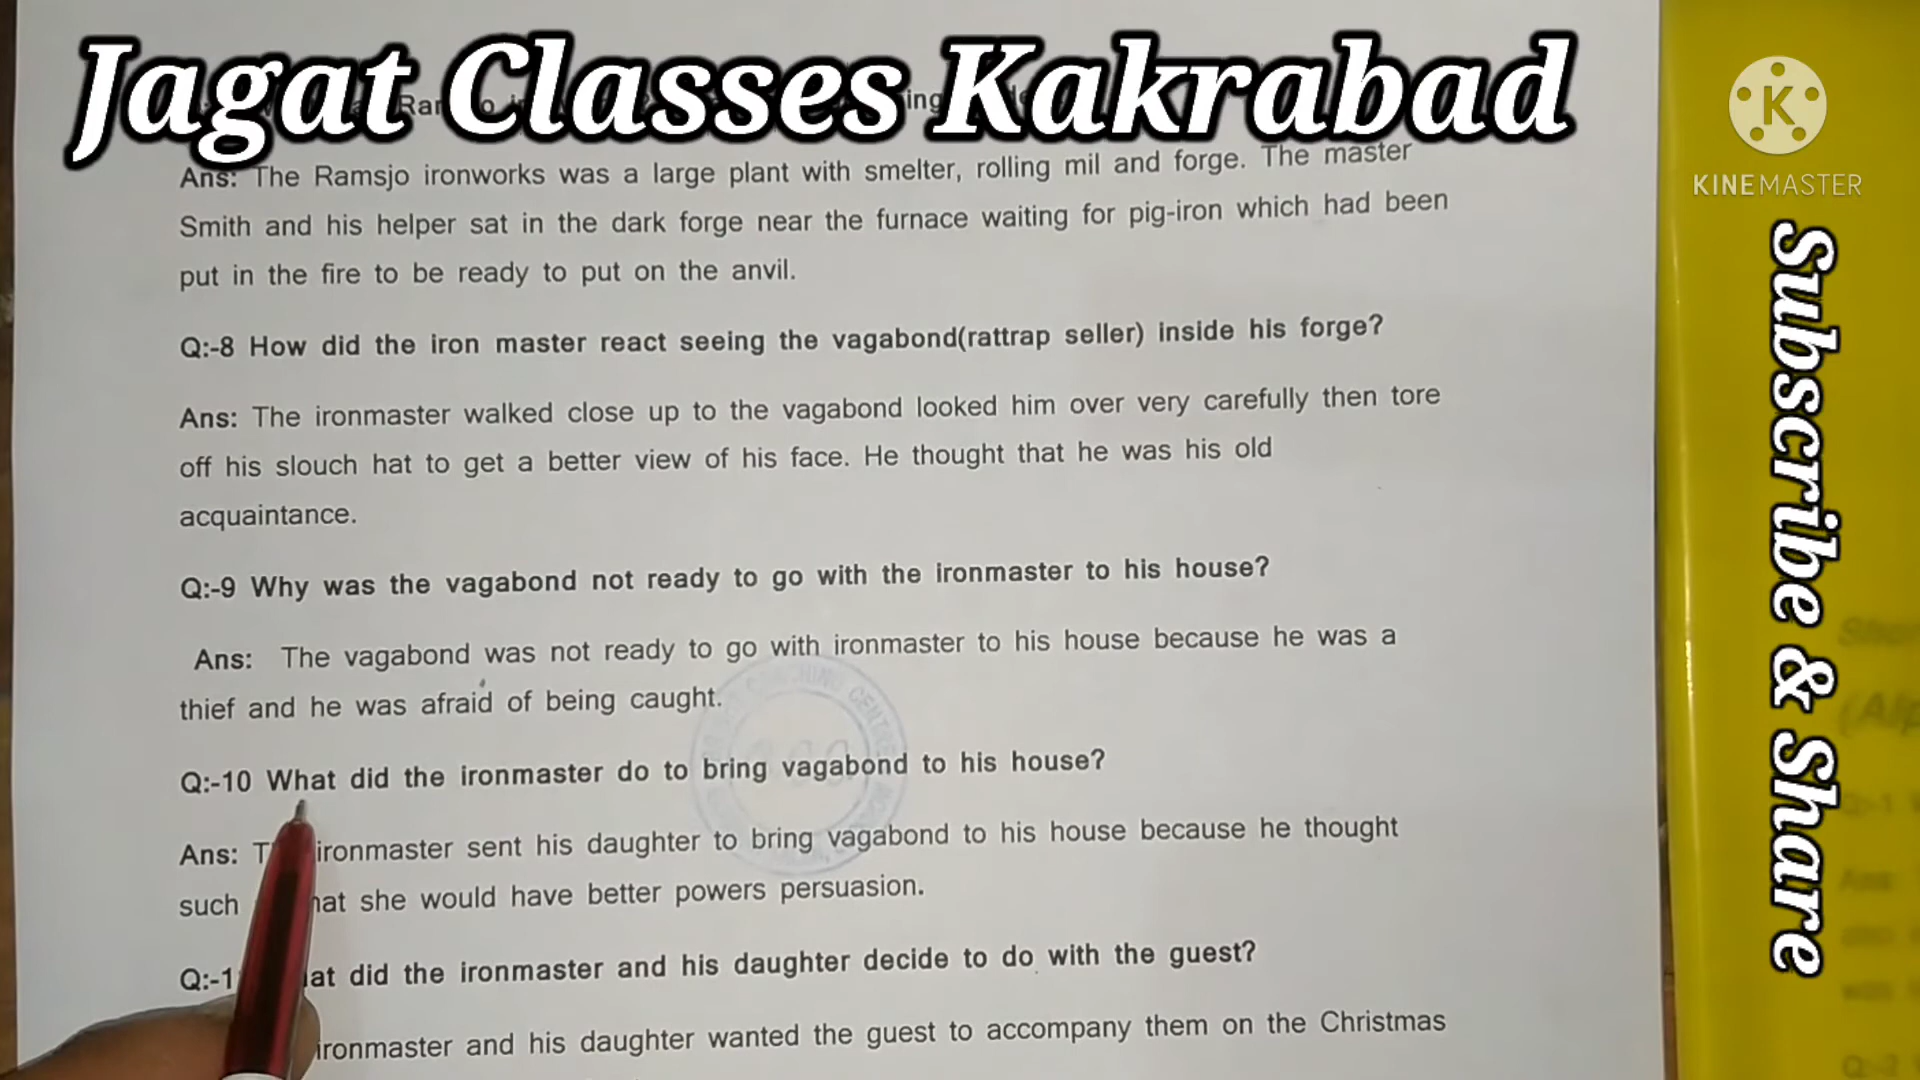 Jagat Classes Kakrabad
KINEMASTER
Ans: The Ramsjo ironworks was a large plant with smelter, rolling mil and forge. The master
Smith and his helper sat in the dark forge near the furnace waiting for pig-iron which had been
put in the fire to be ready to put on the anvil.
Q:-8 How did the iron master react seeing the vagabond(rattrap seller) inside his forge?
Ans: The ironmaster walked close up to the vagabond looked him over very carefully then tore
off his slouch hat to get a better view of his face. He thought that he was his old
acquaintance.
Q:-9 Why was the vagabond not ready to go with the ironmaster to his house?
Ans: The vagabond was not ready to go with ironmaster to his house because he was a
thief and he was afraid of being caught.
Q:-10 What did the ironmaster do to bring vagabond to his house?
Ans: ironmaster sent his daughter to bring vagabond to his house because he thought
such she would have better powers persuasion.
did the ironmaster and his daughter decide to do with the guest?
ironmaster and his daughter wanted the guest to accompany them on the Christmas
Subscribe & Share